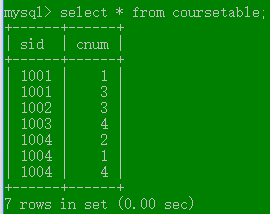 mysql> select * from coursetable;
+------+------+
| sid  | cnum |
+------+------+
| 1001 |    1 |
| 1001 |    3 |
| 1002 |    3 |
| 1003 |    4 |
| 1004 |    2 |
| 1004 |    1 |
| 1004 |    4 |
+------+------+
7 rows in set (0.00 sec)